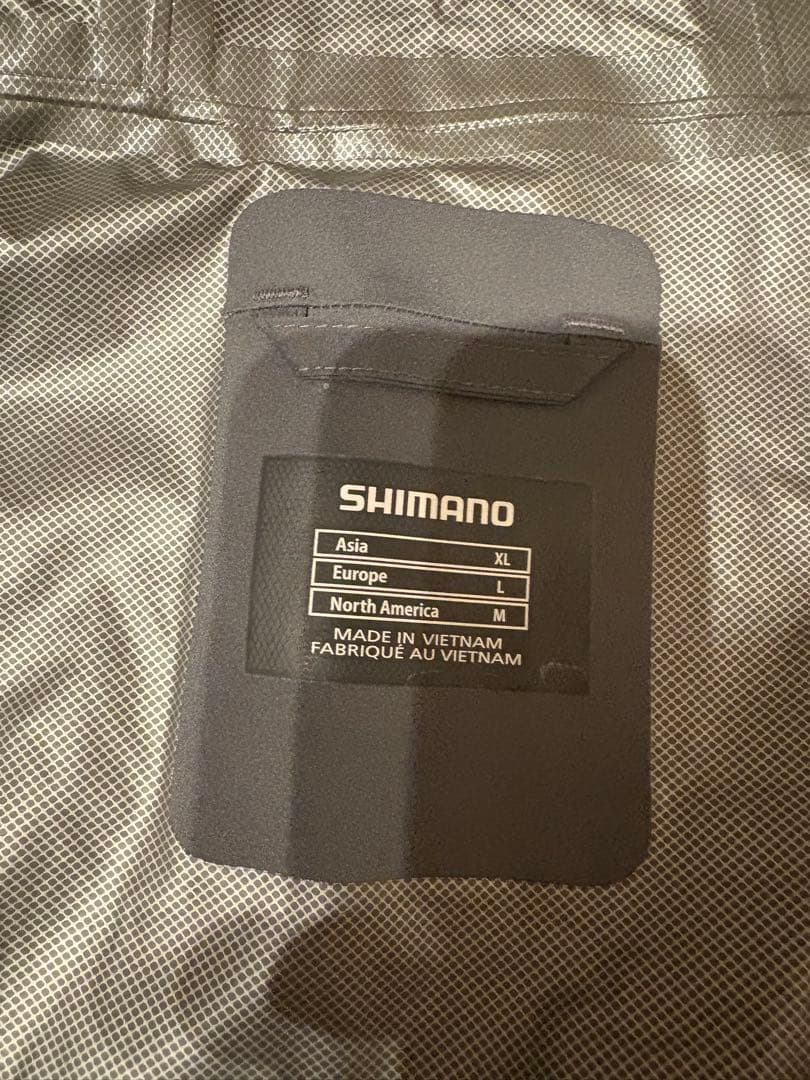 SHIMANO
Asia XL
Europe L
North America M
MADE IN VIETNAM
FABRIQUÉ AU VIETNAM